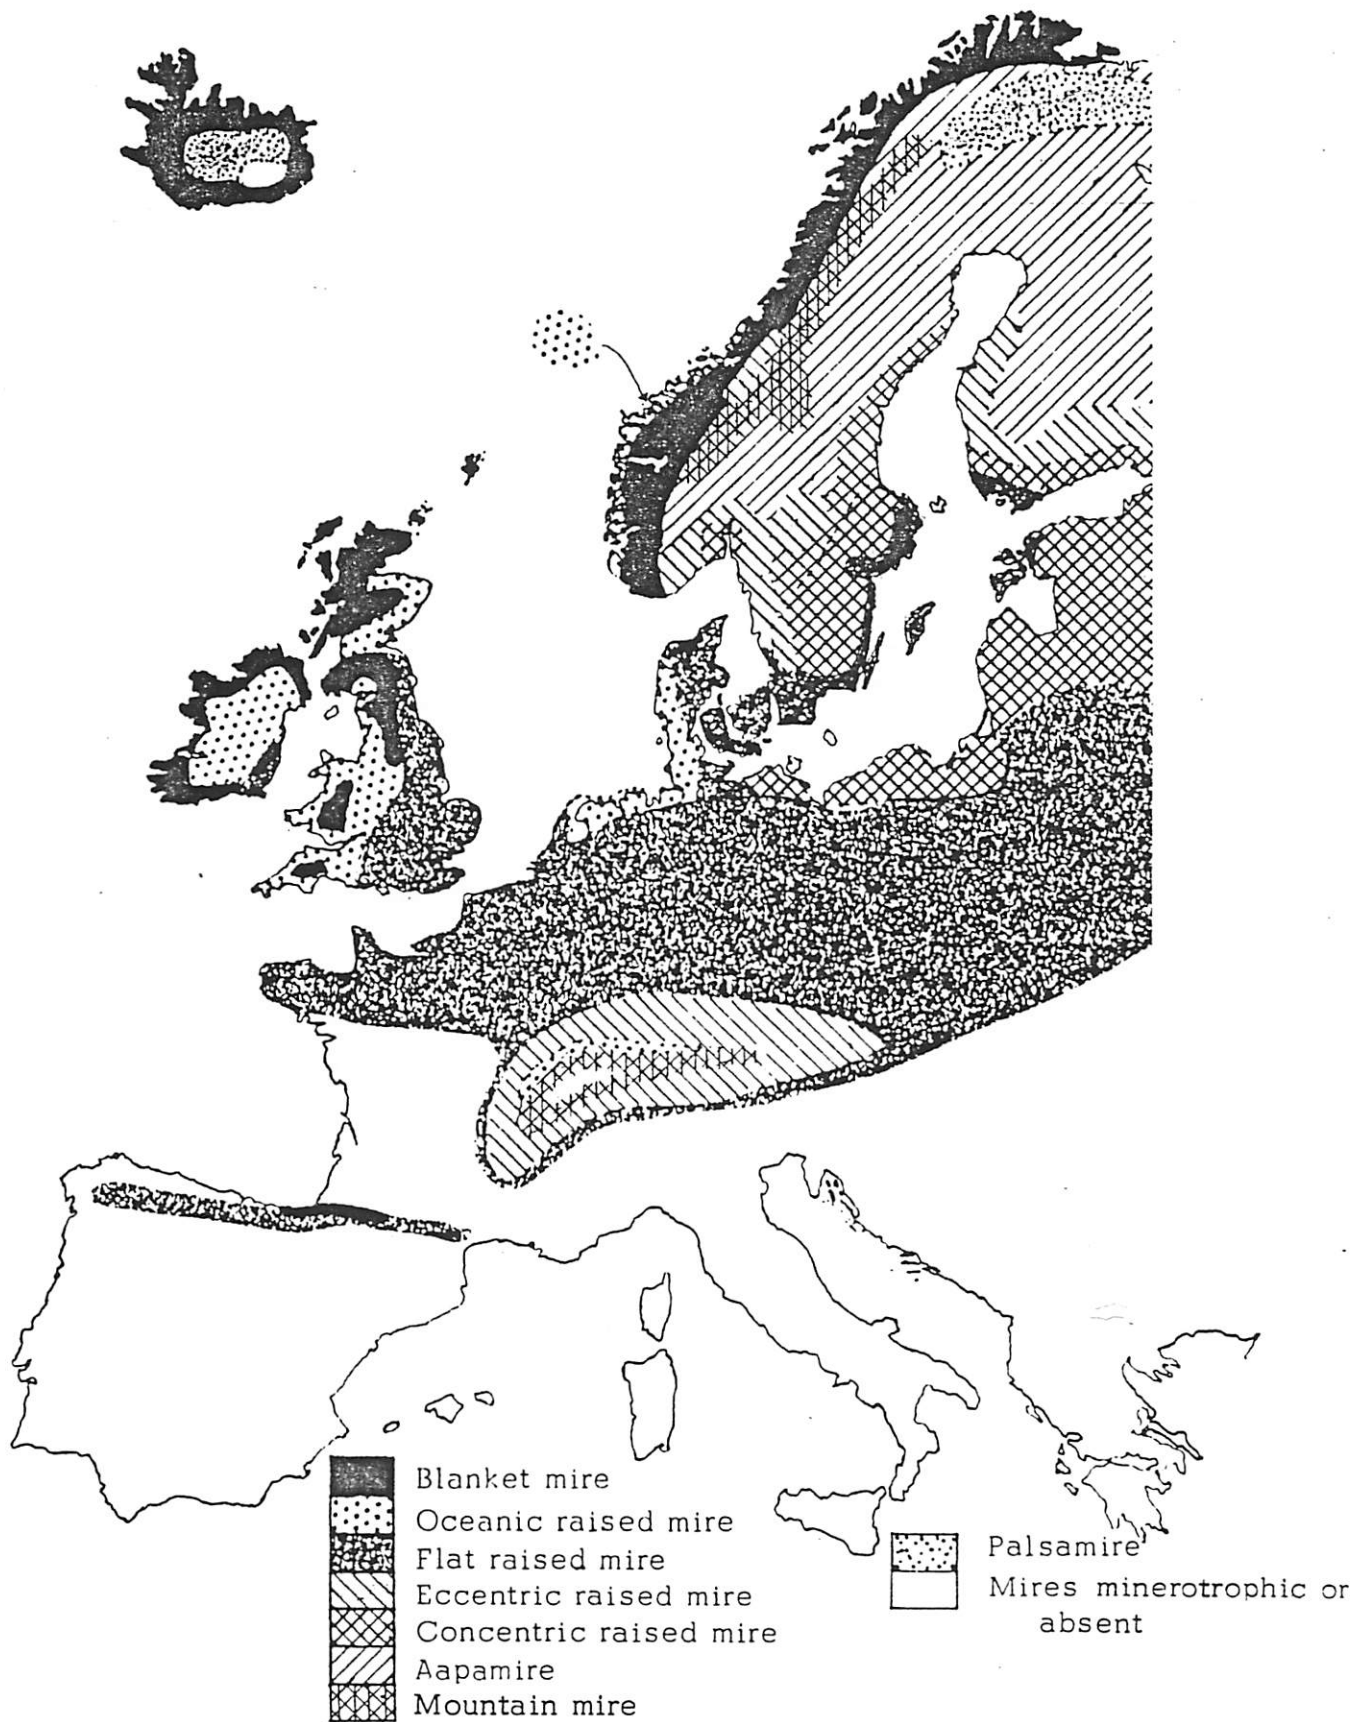 Blanket mire
Oceanic raised mire
Flat raised mire
Eccentric raised mire
Concentric raised mire
Aapamire
Mountain mire
Palsamire
Mires minerotrophic or
absent